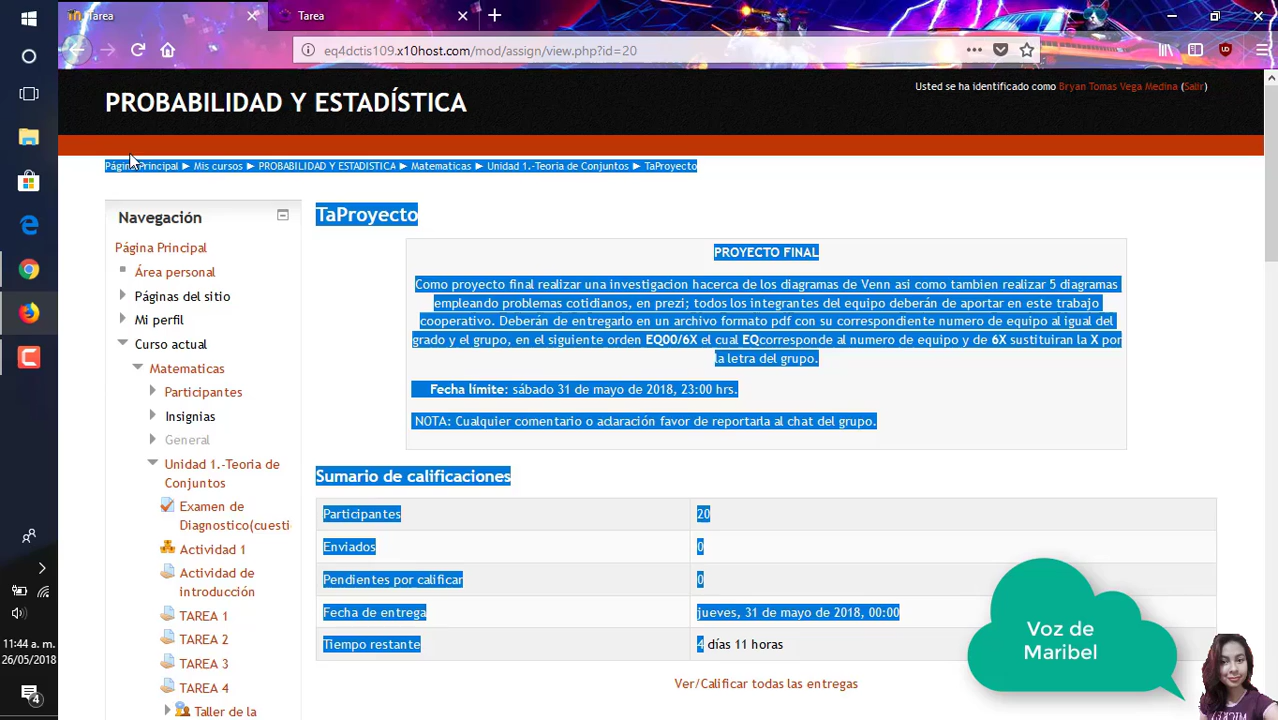 Tarea
Tarea
eq4dctis109.x10host.com/mod/assign/view.php?id=20
PROBABILIDAD Y ESTADÍSTICA
Usted se ha identificado como Bryan Tomas Vega Medina (Salir)
Página Principal ► Mis cursos ► PROBABILIDAD Y ESTADISTICA ► Matematicas ► Unidad 1.-Teoria de Conjuntos ► TaProyecto
Navegación
Página Principal
Área personal
Páginas del sitio
Mi perfil
Curso actual
Matematicas
Participantes
Insignias
General
Unidad 1.-Teoria de
Conjuntos
Examen de
Diagnostico(cuesti
Actividad 1
Actividad de
introducción
TAREA 1
TAREA 2
TAREA 3
TAREA 4
Taller de la
TaProyecto
PROYECTO FINAL
Como proyecto final realizar una investigacion hacerca de los diagramas de Venn asi como tambien realizar 5 diagramas
empleando problemas cotidianos, en prezi; todos los integrantes del equipo deberán de aportar en este trabajo
cooperativo. Deberán de entregarlo en un archivo formato pdf con su correspondiente numero de equipo al igual del
grado y el grupo, en el siguiente orden EQ00/6X el cual EQcorresponde al numero de equipo y de 6X sustituiran la X por
la letra del grupo.
Fecha límite: sábado 31 de mayo de 2018, 23:00 hrs.
NOTA: Cualquier comentario o aclaración favor de reportarla al chat del grupo.
Sumario de calificaciones
Participantes 20
Enviados 0
Pendientes por calificar 0
Fecha de entrega jueves, 31 de mayo de 2018, 00:00
Tiempo restante 4 días 11 horas
Ver/Calificar todas las entregas
Voz de
Maribel
11:44 a. m.
26/05/2018
4